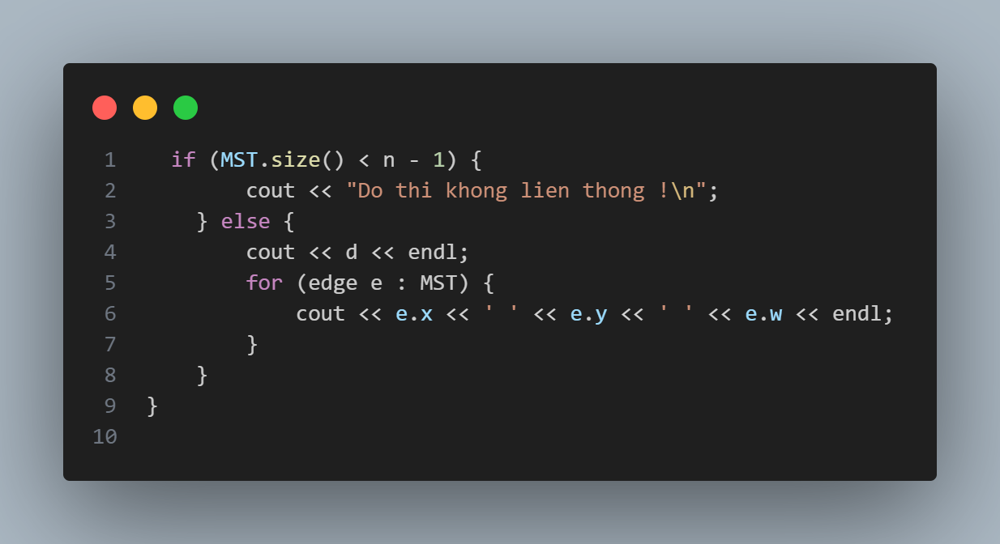 1 if (MST.size() < n - 1) {
2 cout << "Do thi khong lien thong !\n";
3 } else {
4 cout << d << endl;
5 for (edge e : MST) {
6 cout << e.x << ' ' << e.y << ' ' << e.w << endl;
7 }
8 }
9 }
10